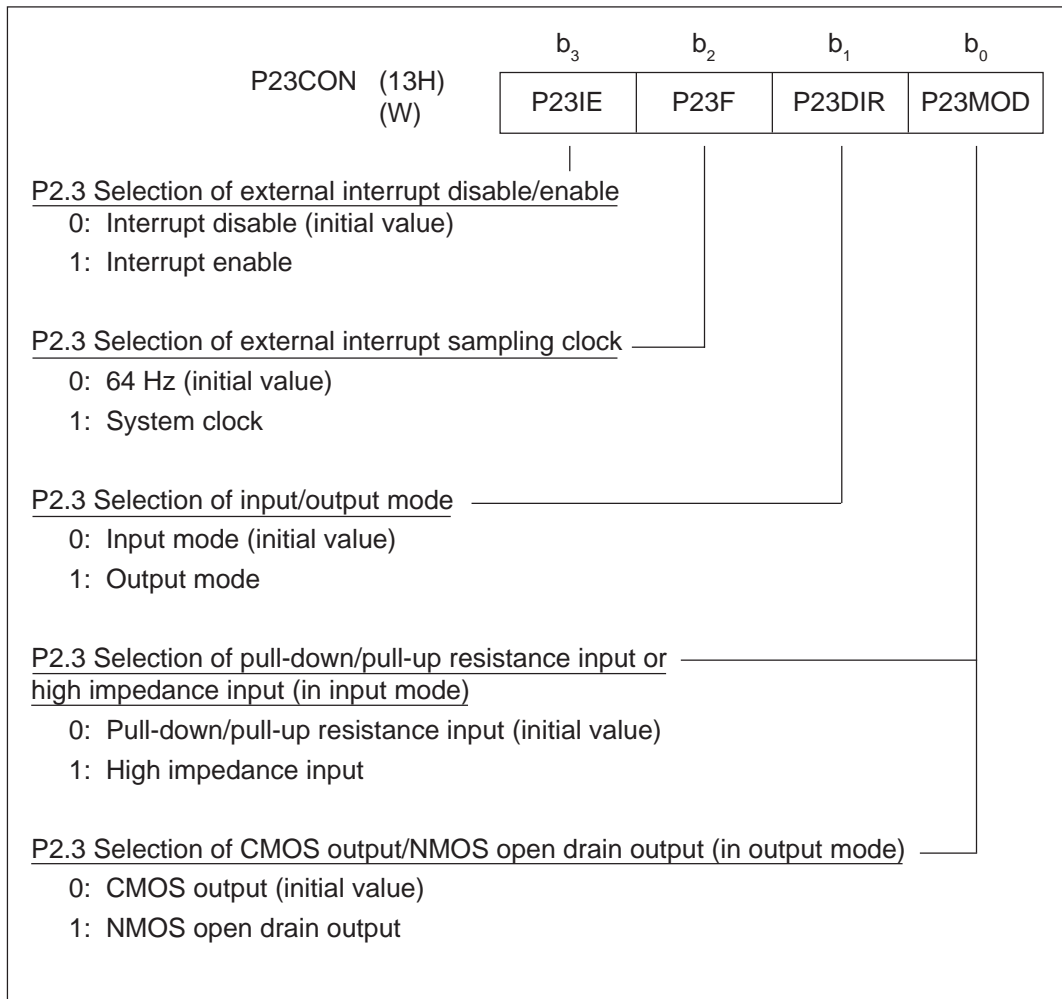 b3 b2 b1 b0
P23CON (13H)
(W)
P23IE P23F P23DIR P23MOD
P2.3 Selection of external interrupt disable/enable
0: Interrupt disable (initial value)
1: Interrupt enable
P2.3 Selection of external interrupt sampling clock
0: 64 Hz (initial value)
1: System clock
P2.3 Selection of input/output mode
0: Input mode (initial value)
1: Output mode
P2.3 Selection of pull-down/pull-up resistance input or
high impedance input (in input mode)
0: Pull-down/pull-up resistance input (initial value)
1: High impedance input
P2.3 Selection of CMOS output/NMOS open drain output (in output mode)
0: CMOS output (initial value)
1: NMOS open drain output